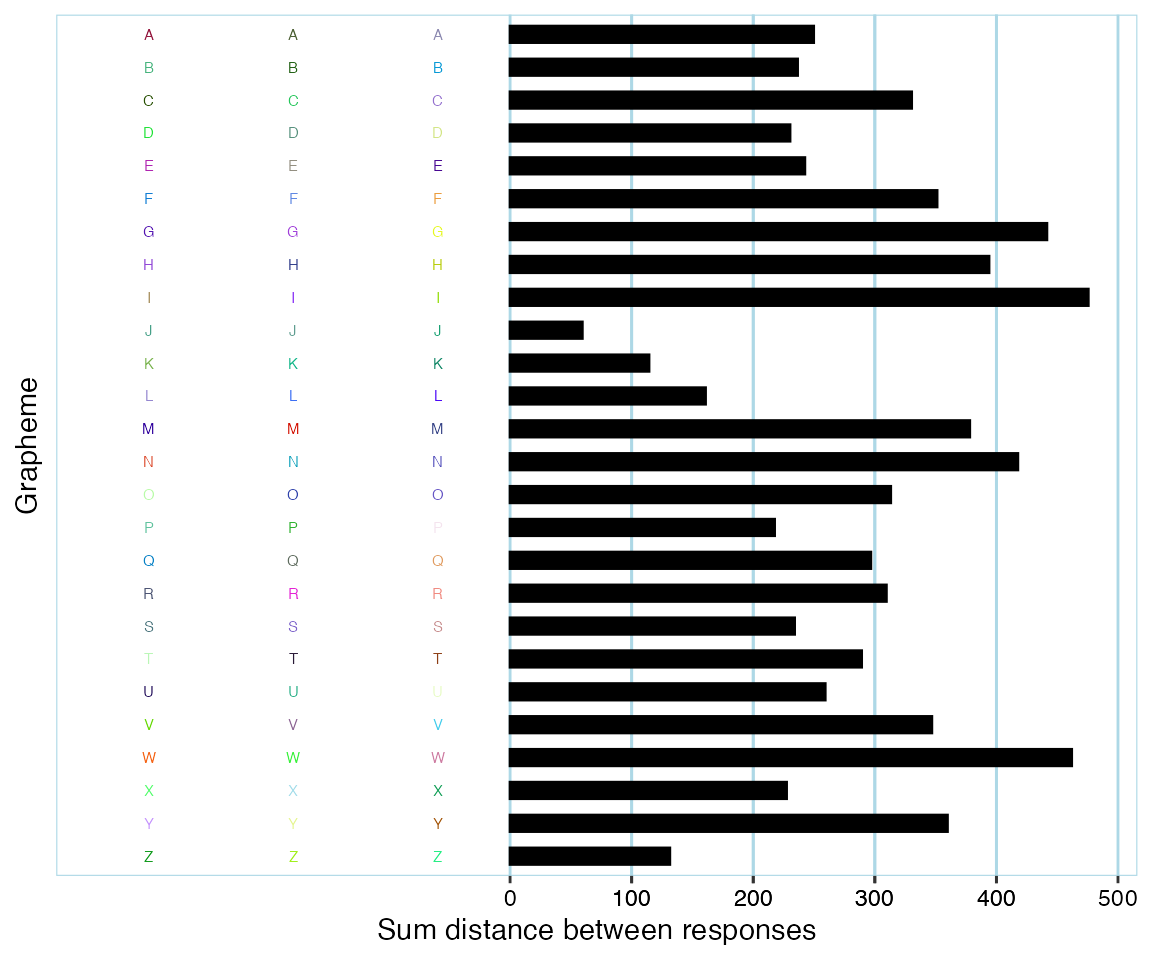 A A A
B B B
C C C
D D D
E E E
F F F
G G G
H H H
I I I
J J J
K K K
L L L
M M M
N N N
O O O
P P P
Q Q Q
R R R
S S S
T T T
U U U
V V V
W W W
X X X
Y Y Y
Z Z Z
Grapheme
0 100 200 300 400 500
Sum distance between responses